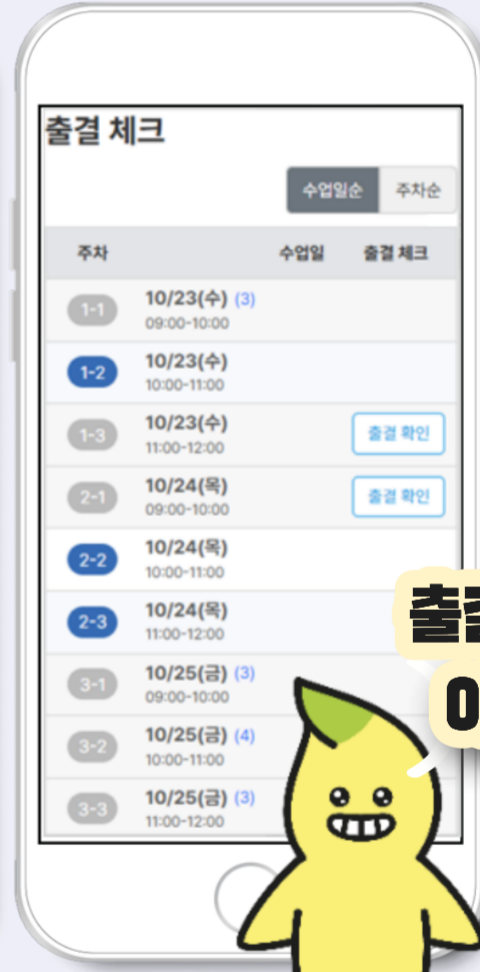 출결 체크
수업일순 주차순
주차 수업일 출결 체크
1-1 10/23(수) (3)
09:00-10:00
1-2 10/23(수)
10:00-11:00
1-3 10/23(수) 출결 확인
11:00-12:00
2-1 10/24(목) 출결 확인
09:00-10:00
2-2 10/24(목)
10:00-11:00
2-3 10/24(목)
11:00-12:00
3-1 10/25(금) (3)
09:00-10:00
3-2 10/25(금) (4)
10:00-11:00
3-3 10/25(금) (3)
11:00-12:00